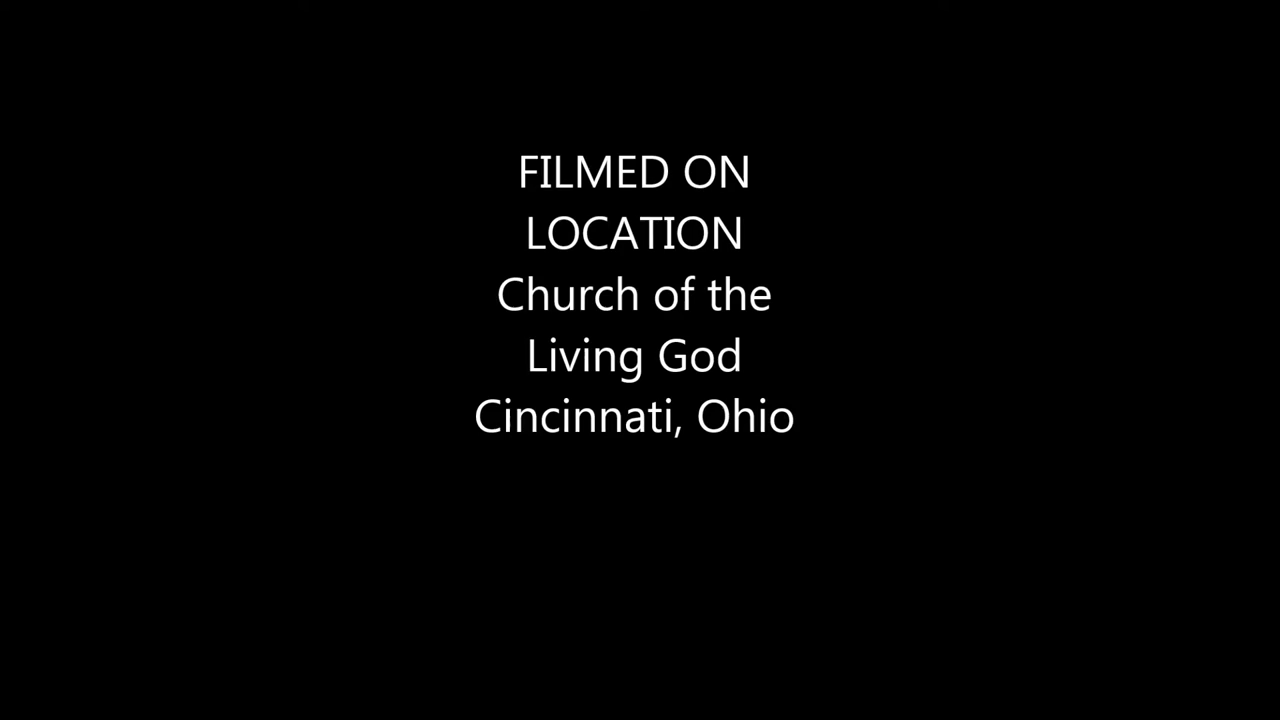 FILMED ON
LOCATION
Church of the
Living God
Cincinnati, Ohio